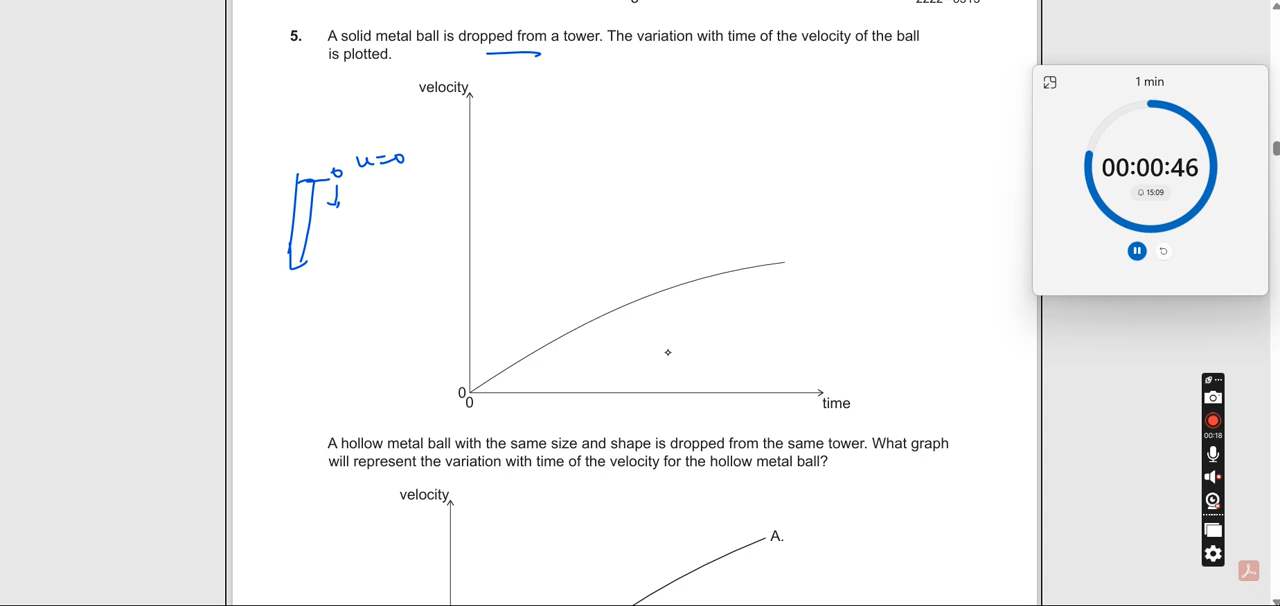 5. A solid metal ball is dropped from a tower. The variation with time of the velocity of the ball
is plotted.
velocity
1 min
00:00:46
15:09
u=0
0
0
time
00:18
A hollow metal ball with the same size and shape is dropped from the same tower. What graph
will represent the variation with time of the velocity for the hollow metal ball?
velocity
A.